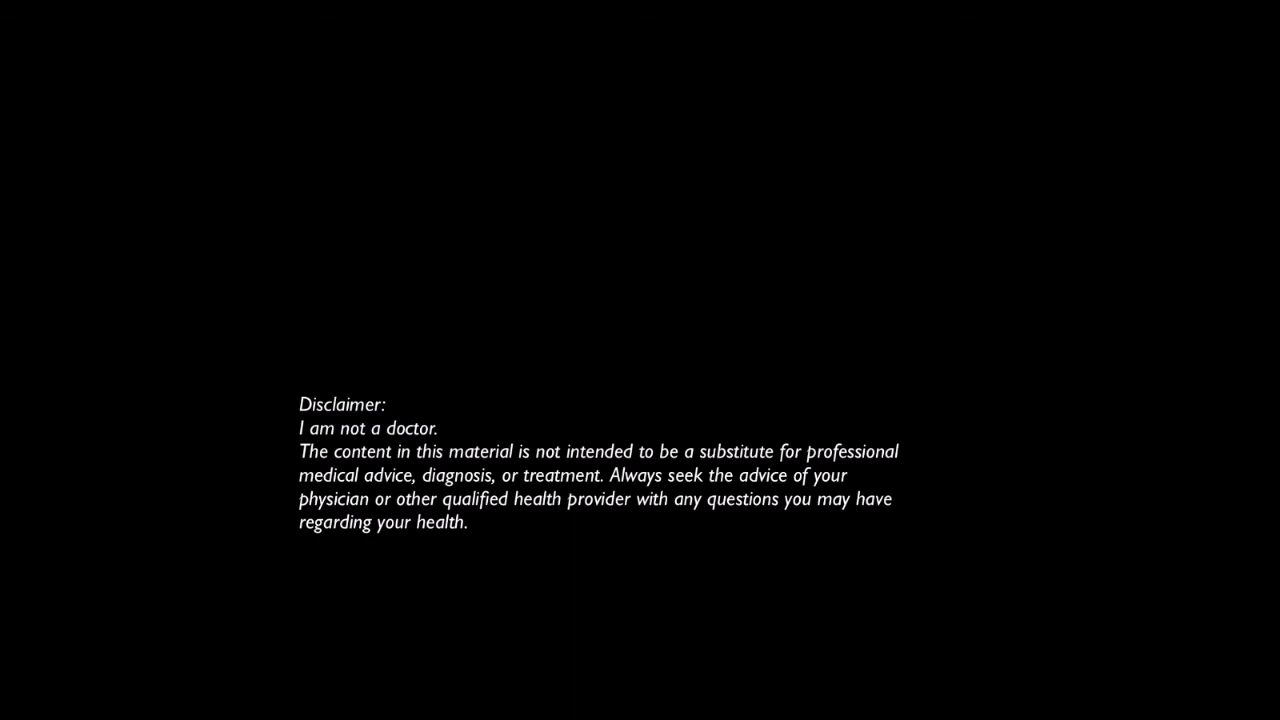 Disclaimer:
I am not a doctor.
The content in this material is not intended to be a substitute for professional
medical advice, diagnosis, or treatment. Always seek the advice of your
physician or other qualified health provider with any questions you may have
regarding your health.